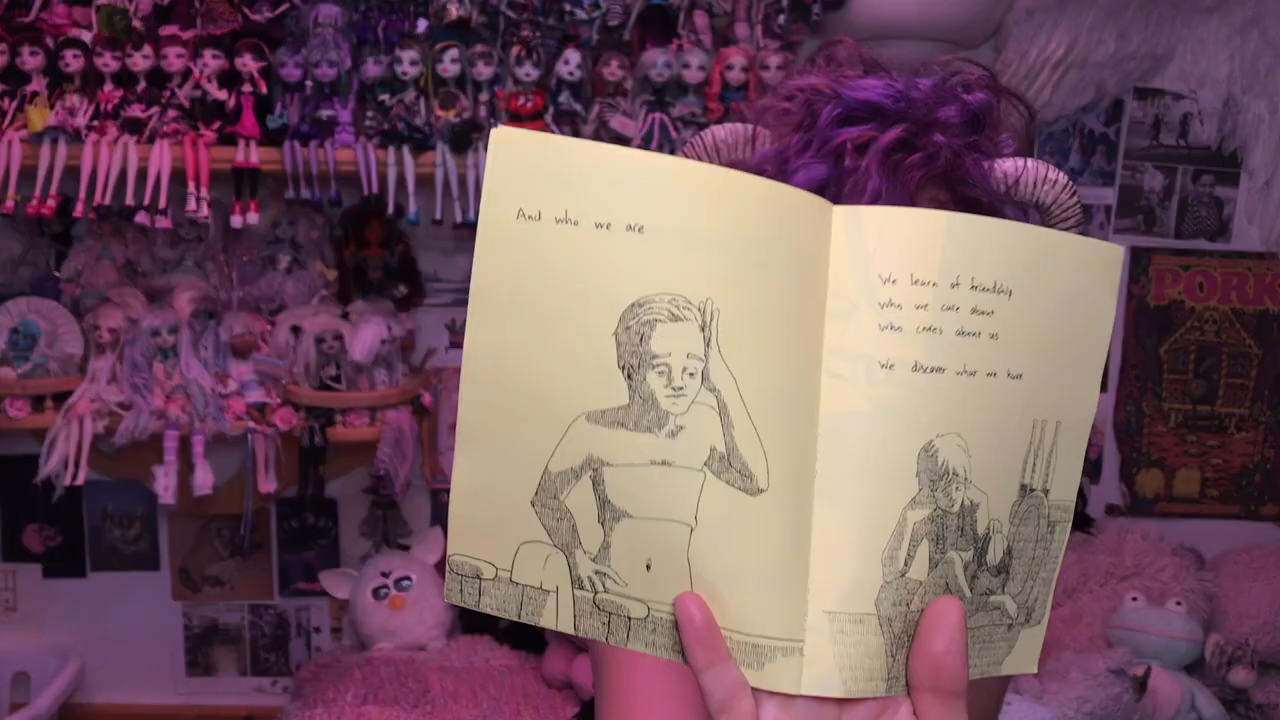 And who we are
We learn of friendship
Who we care about
Who cares about us
We discover what we have
PORK